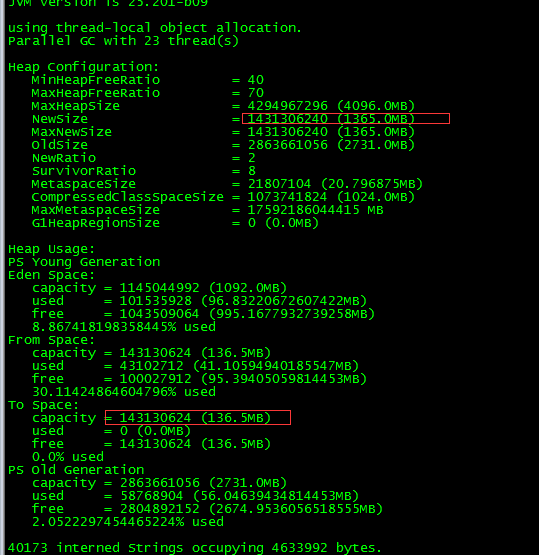 JVM version is 25.201-b09
using thread-local object allocation.
Parallel GC with 23 thread(s)
Heap Configuration:
MinHeapFreeRatio = 40
MaxHeapFreeRatio = 70
MaxHeapSize = 4294967296 (4096.0MB)
NewSize = 1431306240 (1365.0MB)
MaxNewSize = 1431306240 (1365.0MB)
OldSize = 2863661056 (2731.0MB)
NewRatio = 2
SurvivorRatio = 8
MetaspaceSize = 21807104 (20.796875MB)
CompressedClassSpaceSize = 1073741824 (1024.0MB)
MaxMetaspaceSize = 17592186044415 MB
G1HeapRegionSize = 0 (0.0MB)
Heap Usage:
PS Young Generation
Eden Space:
capacity = 1145044992 (1092.0MB)
used = 101535928 (96.83220672607422MB)
free = 1043509064 (995.1677932739258MB)
8.867418198358445% used
From Space:
capacity = 143130624 (136.5MB)
used = 43102712 (41.10594940185547MB)
free = 100027912 (95.39405059814453MB)
30.11424864604796% used
To Space:
capacity = 143130624 (136.5MB)
used = 0 (0.0MB)
free = 143130624 (136.5MB)
0.0% used
PS Old Generation
capacity = 2863661056 (2731.0MB)
used = 58768904 (56.04639434814453MB)
free = 2804892152 (2674.9536056518555MB)
2.0522297454465224% used
40173 interned Strings occupying 4633992 bytes.